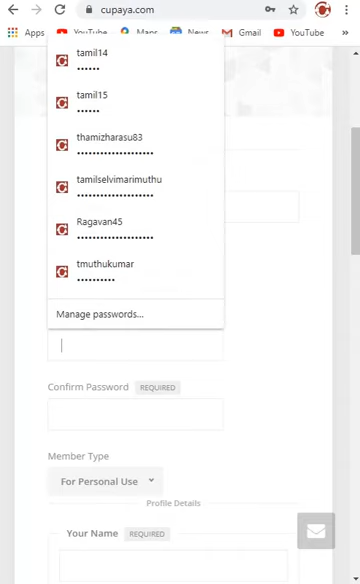 cupaya.com
Apps YouTube Maps News Gmail YouTube »
tamil14
••••••
tamil15
••••••
thamizharasu83
••••••••••••••••••••
tamilselvimarimuthu
••••••••••••••••••••
Ragavan45
••••••••••••••••••••
tmuthukumar
••••••••••
Manage passwords...
Confirm Password REQUIRED
Member Type
For Personal Use
Profile Details
Your Name REQUIRED